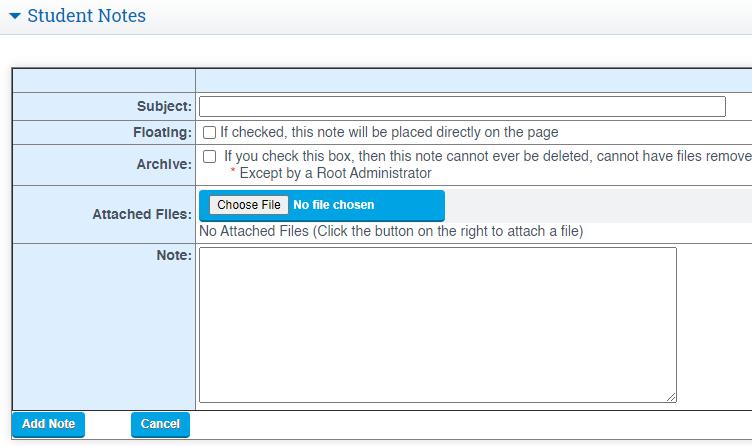 Student Notes
Subject:
Floating: If checked, this note will be placed directly on the page
Archive: If you check this box, then this note cannot ever be deleted, cannot have files remove
* Except by a Root Administrator
Attached Files: Choose File No file chosen
No Attached Files (Click the button on the right to attach a file)
Note:
Add Note Cancel